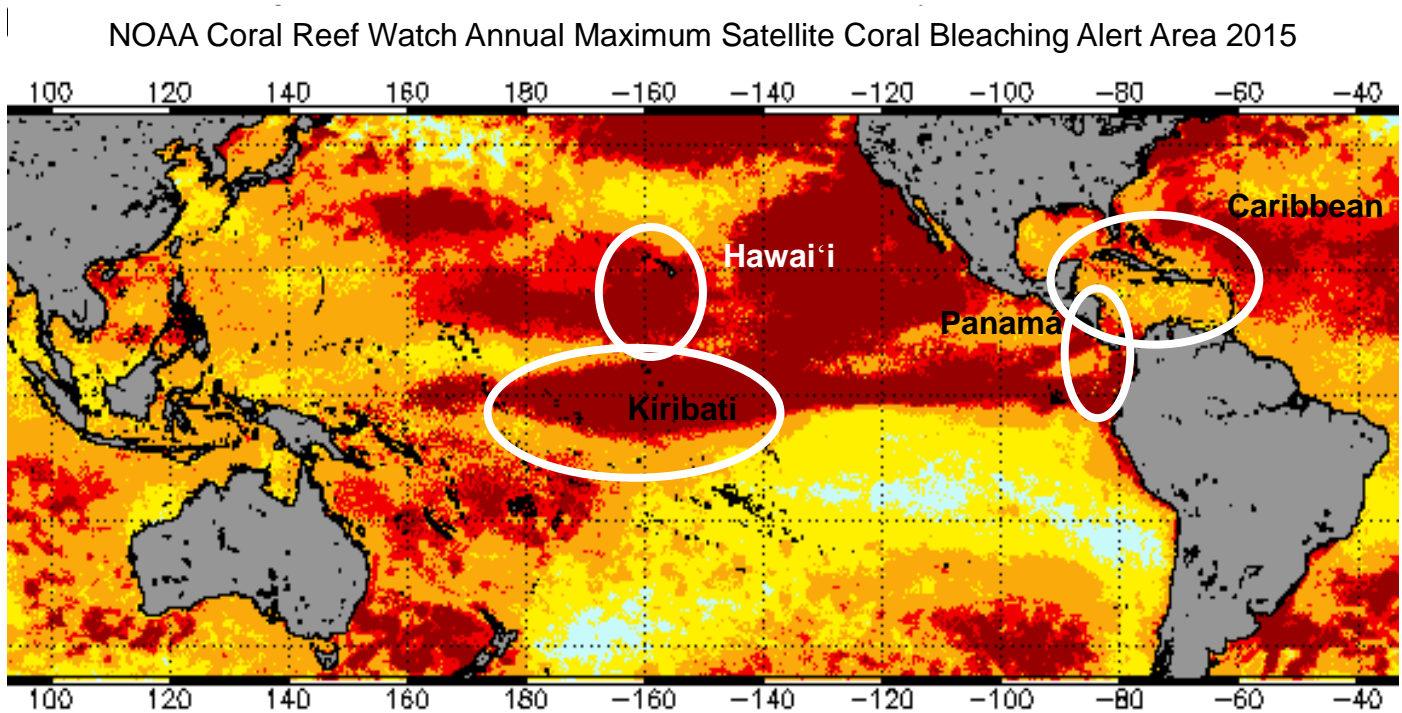 NOAA Coral Reef Watch Annual Maximum Satellite Coral Bleaching Alert Area 2015
100 120 140 160 180 -160 -140 -120 -100 -80 -60 -40
Caribbean
Hawaiʻi
Panamá
Kiribati
100 120 140 160 180 -160 -140 -120 -100 -80 -60 -40